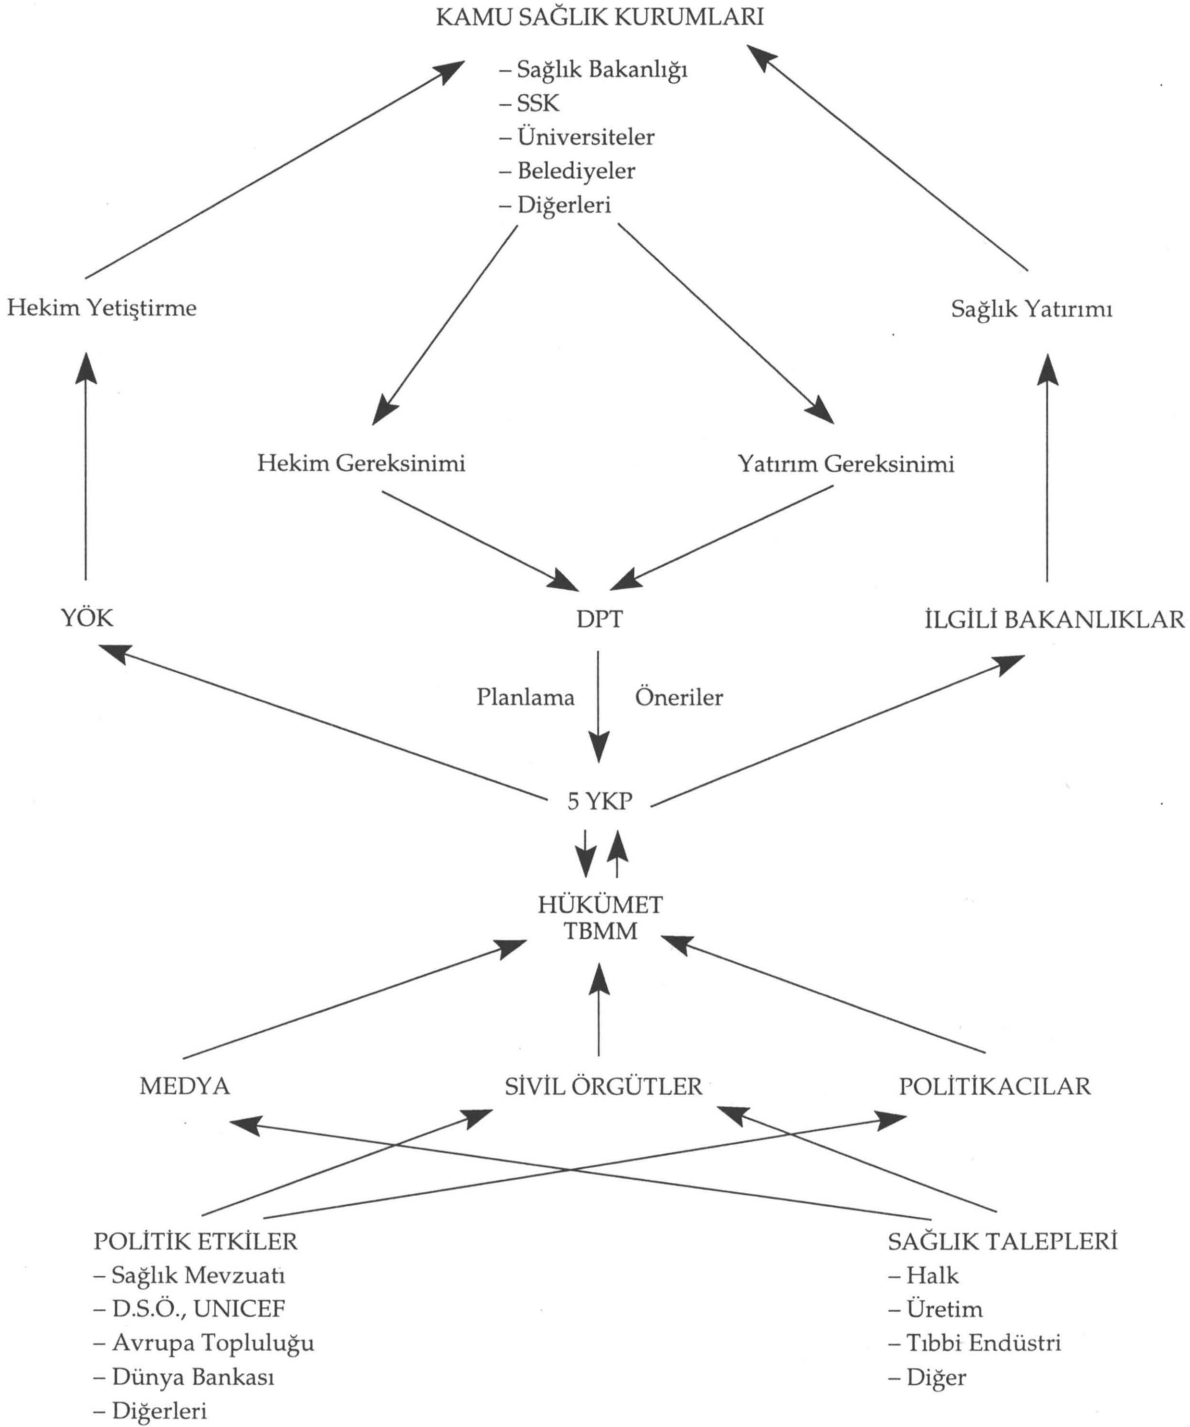 KAMU SAĞLIK KURUMLARI
– Sağlık Bakanlığı
– SSK
– Üniversiteler
– Belediyeler
– Diğerleri
Hekim Yetiştirme
Sağlık Yatırımı
Hekim Gereksinimi
Yatırım Gereksinimi
YÖK
DPT
İLGİLİ BAKANLIKLAR
Planlama
Öneriler
5 YKP
HÜKÜMET
TBMM
MEDYA
SİVİL ÖRGÜTLER
POLİTİKACILAR
POLİTİK ETKİLER
– Sağlık Mevzuatı
– D.S.Ö., UNICEF
– Avrupa Topluluğu
– Dünya Bankası
– Diğerleri
SAĞLIK TALEPLERİ
– Halk
– Üretim
– Tıbbi Endüstri
– Diğer